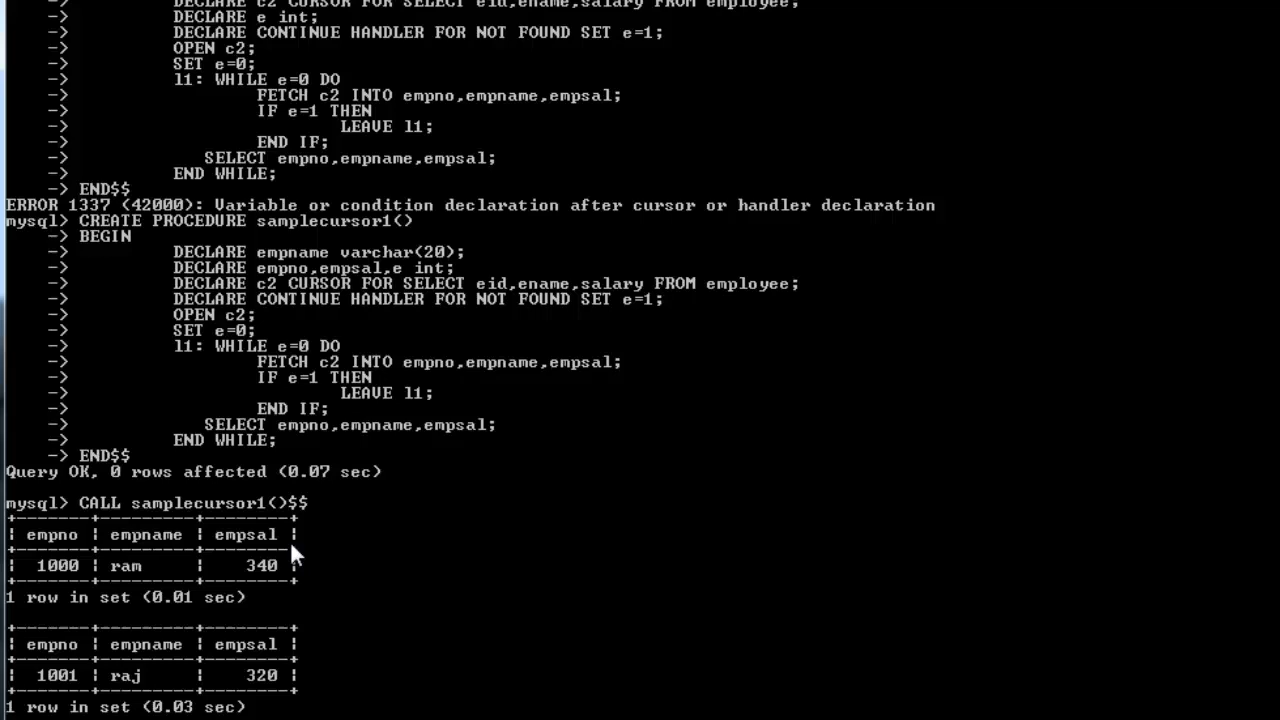 -> DECLARE c2 CURSOR FOR SELECT eid,ename,salary FROM employee;
-> DECLARE e int;
-> DECLARE CONTINUE HANDLER FOR NOT FOUND SET e=1;
-> OPEN c2;
-> SET e=0;
-> l1: WHILE e=0 DO
-> FETCH c2 INTO empno,empname,empsal;
-> IF e=1 THEN
-> LEAVE l1;
-> END IF;
-> SELECT empno,empname,empsal;
-> END WHILE;
-> END$$
ERROR 1337 (42000): Variable or condition declaration after cursor or handler declaration
mysql> CREATE PROCEDURE samplecursor1()
-> BEGIN
-> DECLARE empname varchar(20);
-> DECLARE empno,empsal,e int;
-> DECLARE c2 CURSOR FOR SELECT eid,ename,salary FROM employee;
-> DECLARE CONTINUE HANDLER FOR NOT FOUND SET e=1;
-> OPEN c2;
-> SET e=0;
-> l1: WHILE e=0 DO
-> FETCH c2 INTO empno,empname,empsal;
-> IF e=1 THEN
-> LEAVE l1;
-> END IF;
-> SELECT empno,empname,empsal;
-> END WHILE;
-> END$$
Query OK, 0 rows affected (0.07 sec)
mysql> CALL samplecursor1()$$
+-------+---------+--------+
| empno | empname | empsal |
+-------+---------+--------+
| 1000 | ram | 340 |
+-------+---------+--------+
1 row in set (0.01 sec)
+-------+---------+--------+
| empno | empname | empsal |
+-------+---------+--------+
| 1001 | raj | 320 |
+-------+---------+--------+
1 row in set (0.03 sec)